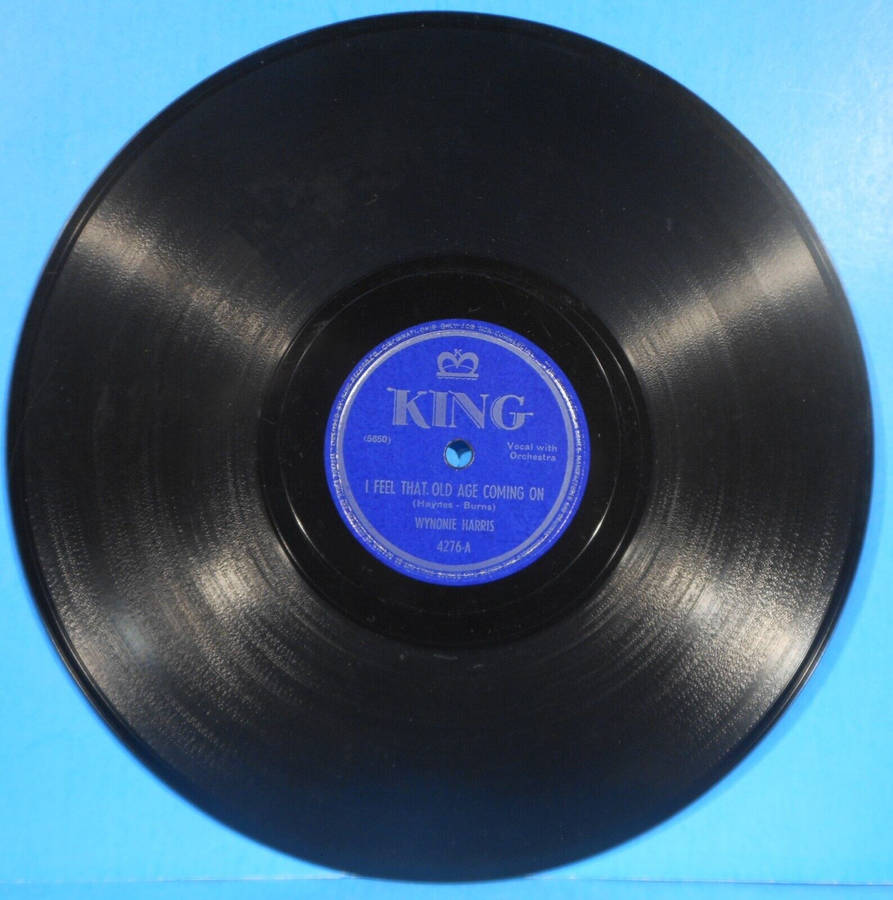 K
KING
(5650)
Vocal with
Orchestra
I FEEL THAT OLD AGE COMING ON
(Haynes - Burns)
WYNONIE HARRIS
4276-A